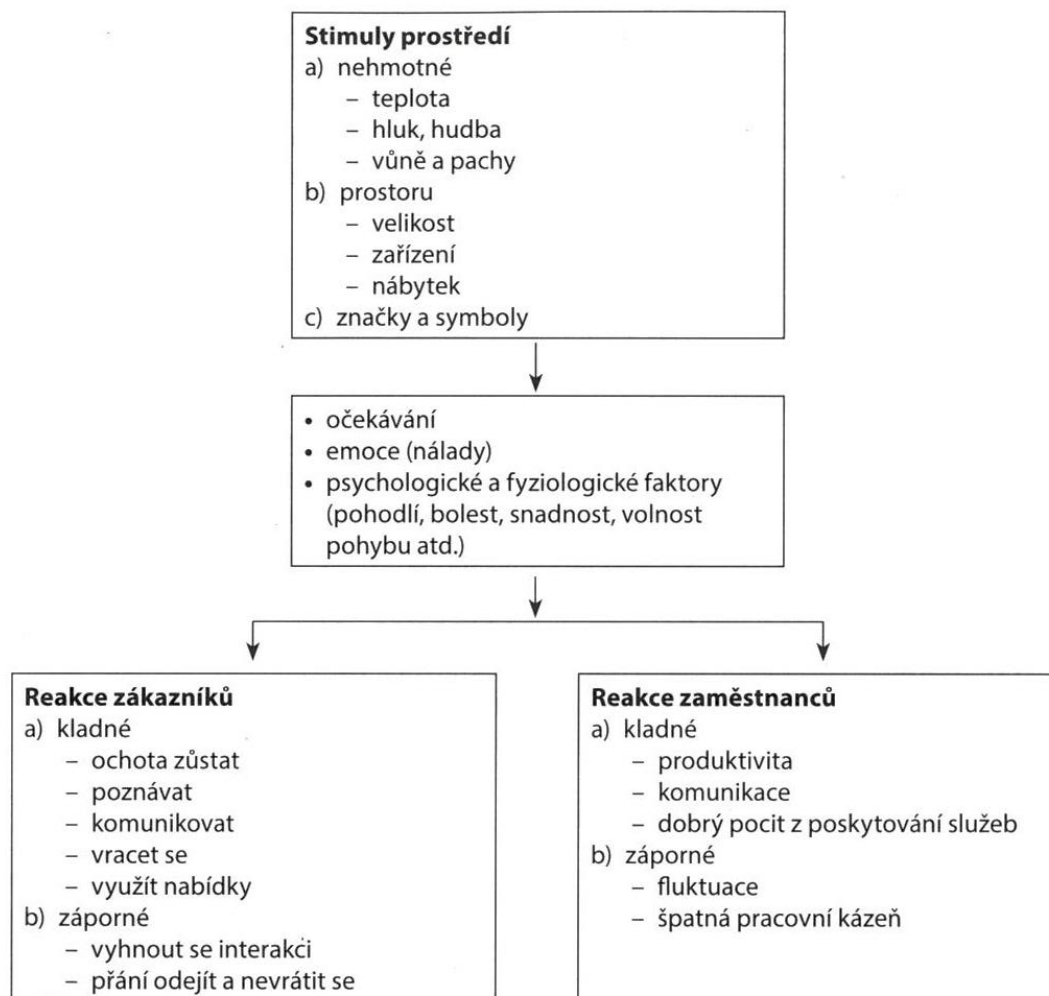 Stimuly prostředí
a) nehmotné
– teplota
– hluk, hudba
– vůně a pachy
b) prostoru
– velikost
– zařízení
– nábytek
c) značky a symboly
• očekávání
• emoce (nálady)
• psychologické a fyziologické faktory
(pohodlí, bolest, snadnost, volnost
pohybu atd.)
Reakce zákazníků
a) kladné
– ochota zůstat
– poznávat
– komunikovat
– vracet se
– využít nabídky
b) záporné
– vyhnout se interakci
– přání odejít a nevrátit se
Reakce zaměstnanců
a) kladné
– produktivita
– komunikace
– dobrý pocit z poskytování služeb
b) záporné
– fluktuace
– špatná pracovní kázeň